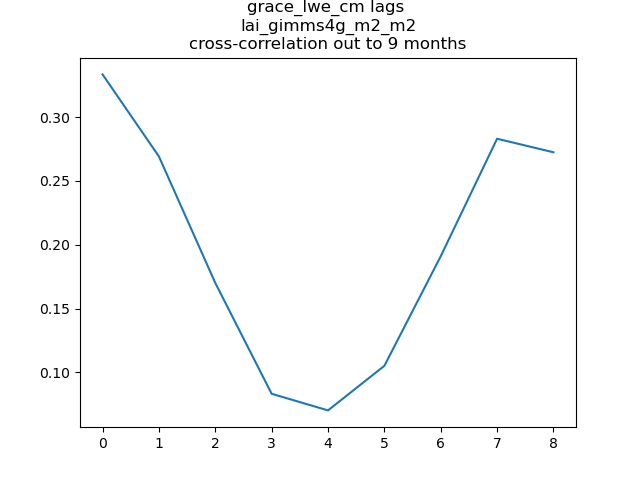 grace_lwe_cm lags
lai_gimms4g_m2_m2
cross-correlation out to 9 months
0.30
0.25
0.20
0.15
0.10
0 1 2 3 4 5 6 7 8